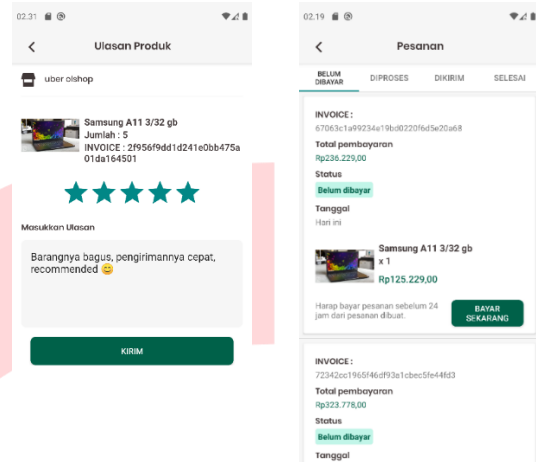 02.31
Ulasan Produk
uber olshop
Samsung A11 3/32 gb
Jumlah : 5
INVOICE : 2f956f9dd1d241e0bb475a
01da164501
Masukkan Ulasan
Barangnya bagus, pengirimannya cepat,
recommended 😊
KIRIM
02.19
Pesanan
BELUM
DIBAYAR
DIPROSES
DIKIRIM
SELESAI
INVOICE :
67063c1a99234e19bd0220f6d5e20a68
Total pembayaran
Rp236.229,00
Status
Belum dibayar
Tanggal
Hari ini
Samsung A11 3/32 gb
x 1
Rp125.229,00
Harap bayar pesanan sebelum 24
jam dari pesanan dibuat.
BAYAR
SEKARANG
INVOICE :
72342cc1965f46df93a1cbec5fe44fd3
Total pembayaran
Rp323.778,00
Status
Belum dibayar
Tanggal